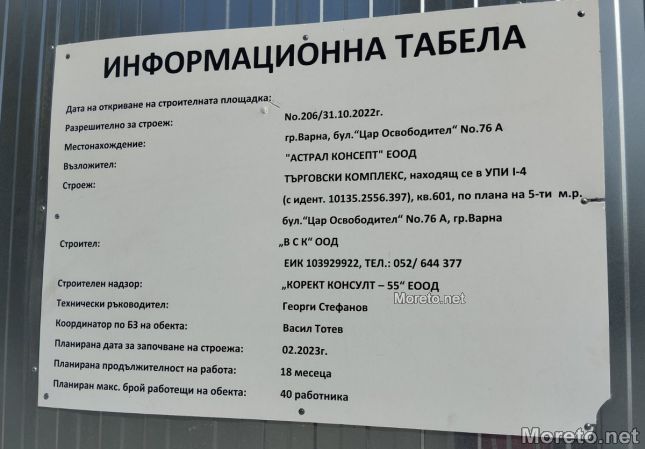 ИНФОРМАЦИОННА ТАБЕЛА
Дата на откриване на строителната площадка:
Разрешително за строеж: No.206/31.10.2022г.
Местонахождение: гр.Варна, бул.“Цар Освободител“ No.76 А
Възложител: "АСТРАЛ КОНСЕПТ" ЕООД
Строеж: ТЪРГОВСКИ КОМПЛЕКС, находящ се в УПИ I-4
(с идент. 10135.2556.397), кв.601, по плана на 5-ти м.р.
бул.“Цар Освободител“ No.76 А, гр.Варна
Строител: „В С К“ ООД
ЕИК 103929922, ТЕЛ.: 052/ 644 377
Строителен надзор: „КОРЕКТ КОНСУЛТ – 55“ ЕООД
Moreto.net
Технически ръководител: Георги Стефанов
Координатор по БЗ на обекта: Васил Тотев
Планирана дата за започване на строежа: 02.2023г.
Планирана продължителност на работа: 18 месеца
Планиран макс. брой работещи на обекта: 40 работника
Moreto.net
Moreto.net